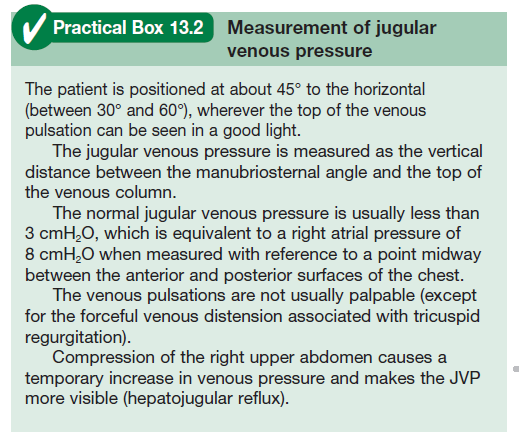 Practical Box 13.2 Measurement of jugular
venous pressure
The patient is positioned at about 45° to the horizontal
(between 30° and 60°), wherever the top of the venous
pulsation can be seen in a good light.
The jugular venous pressure is measured as the vertical
distance between the manubriosternal angle and the top of
the venous column.
The normal jugular venous pressure is usually less than
3 cmH₂O, which is equivalent to a right atrial pressure of
8 cmH₂O when measured with reference to a point midway
between the anterior and posterior surfaces of the chest.
The venous pulsations are not usually palpable (except
for the forceful venous distension associated with tricuspid
regurgitation).
Compression of the right upper abdomen causes a
temporary increase in venous pressure and makes the JVP
more visible (hepatojugular reflux).